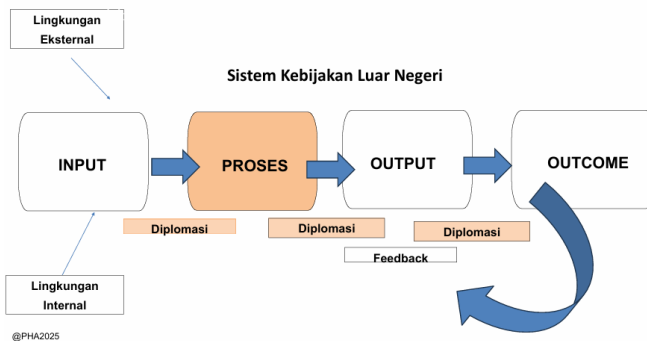 Lingkungan
Eksternal
Sistem Kebijakan Luar Negeri
INPUT
PROSES
OUTPUT
OUTCOME
Diplomasi
Diplomasi
Diplomasi
Feedback
Lingkungan
Internal
@PHA2025